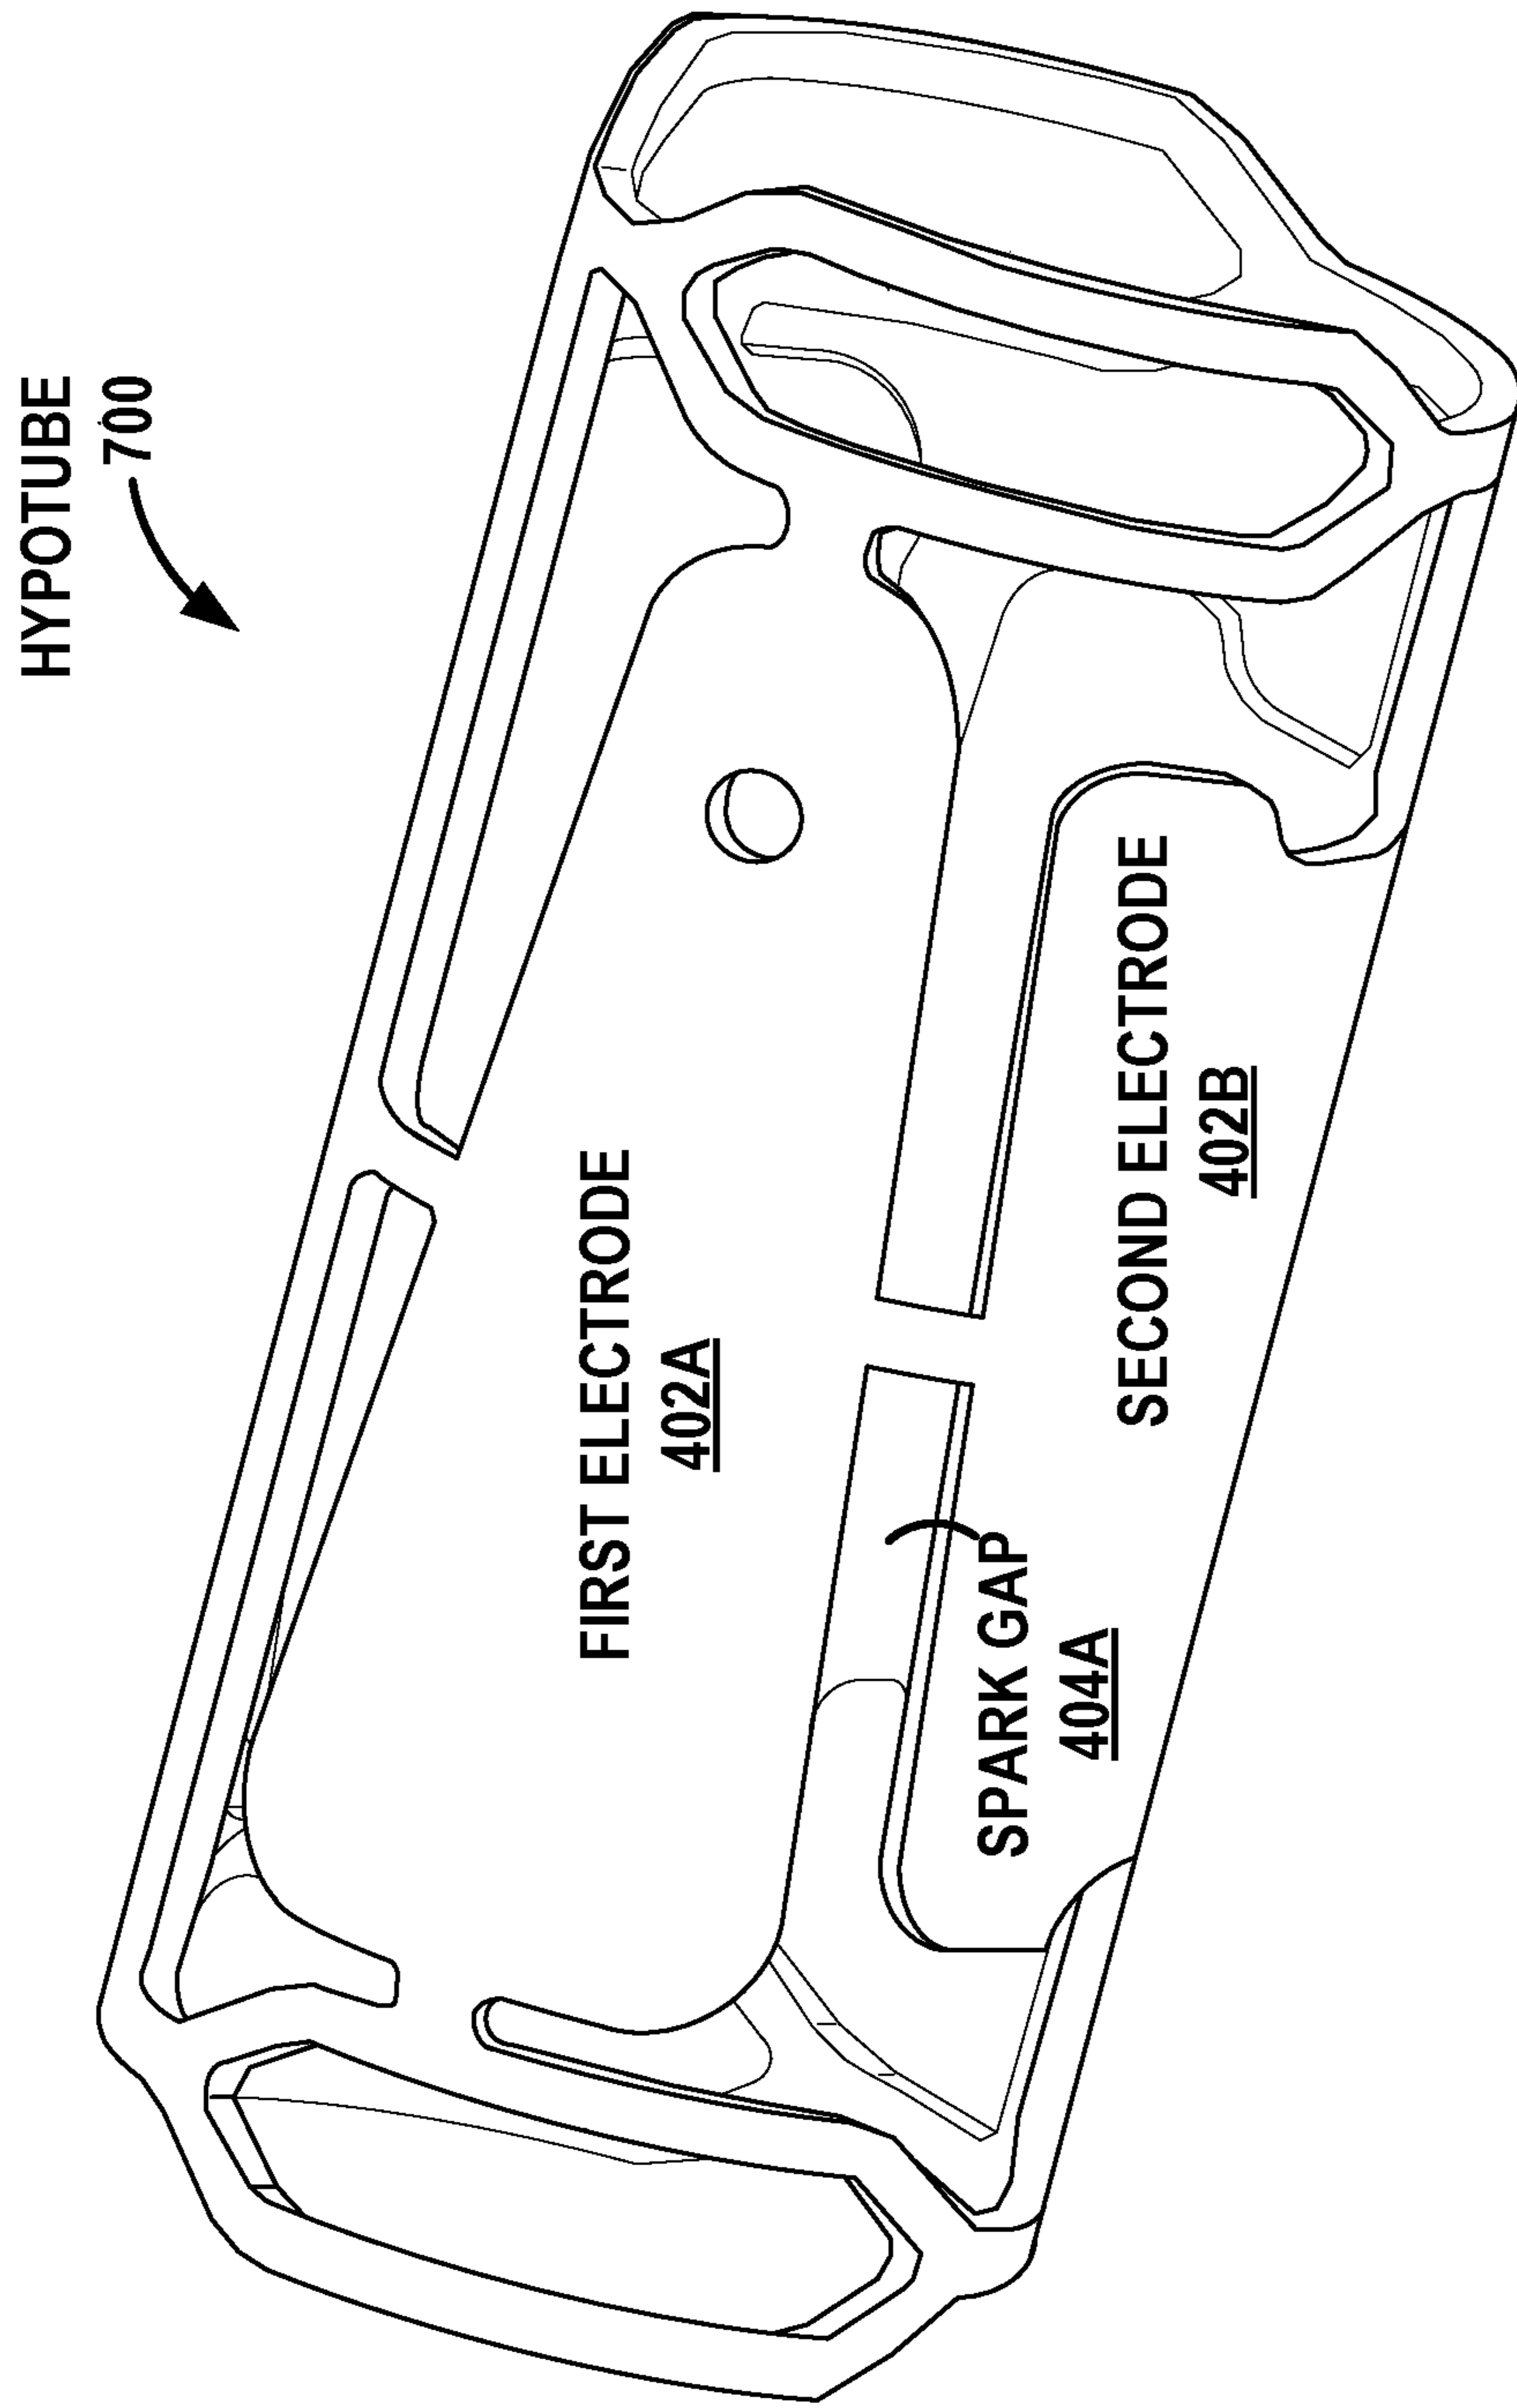 HYPOTUBE
700
FIRST ELECTRODE
402A
SPARK GAP
404A
SECOND ELECTRODE
402B